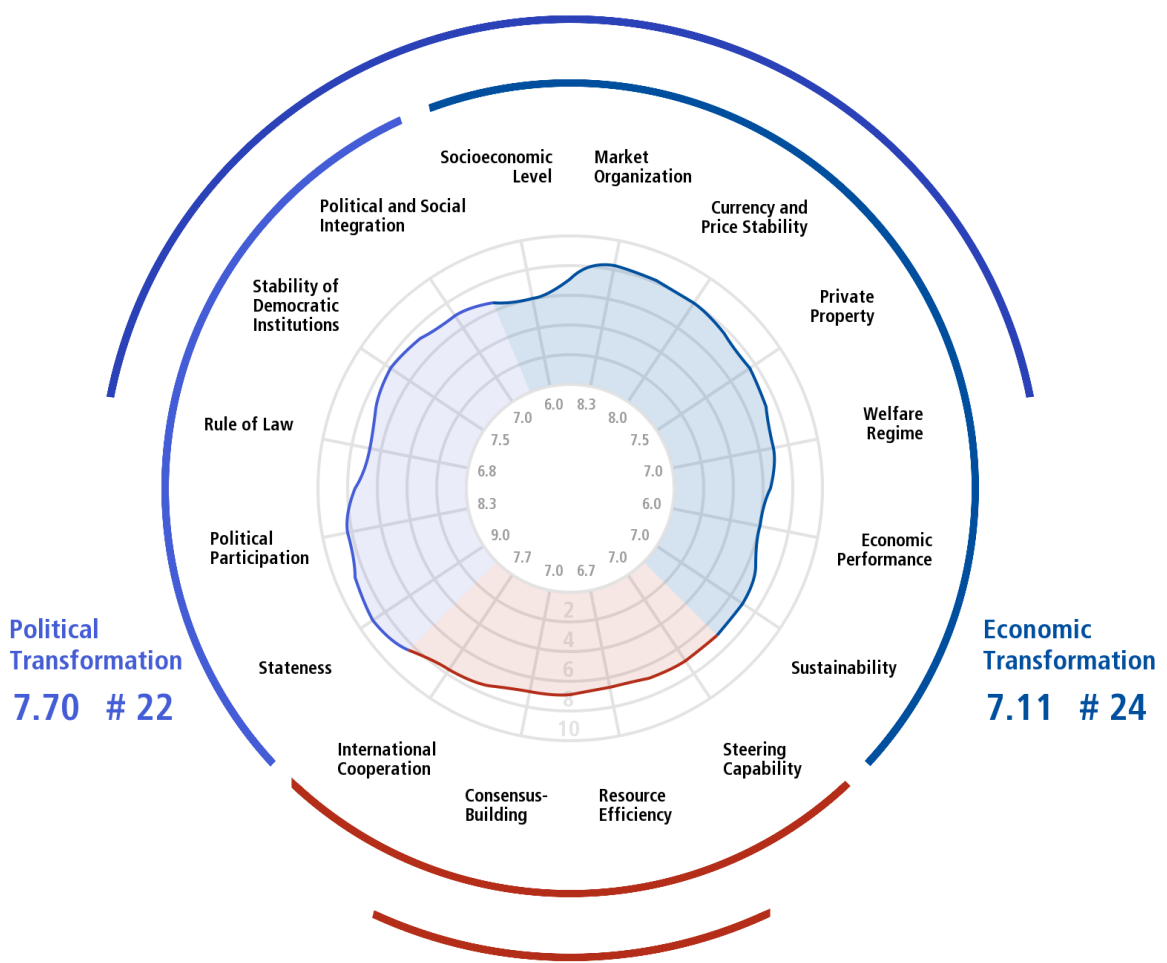 Socioeconomic
Level
Market
Organization
Political and Social
Integration
Currency and
Price Stability
Stability of
Democratic
Institutions
Private
Property
Rule of Law
Welfare
Regime
Political
Participation
Economic
Performance
Stateness
Sustainability
International
Cooperation
Steering
Capability
Consensus-
Building
Resource
Efficiency
6.0
8.3
7.0
8.0
7.5
7.5
6.8
7.0
8.3
6.0
9.0
7.0
7.7
7.0
7.0
6.7
2
4
6
8
10
Political
Transformation
7.70 # 22
Economic
Transformation
7.11 # 24